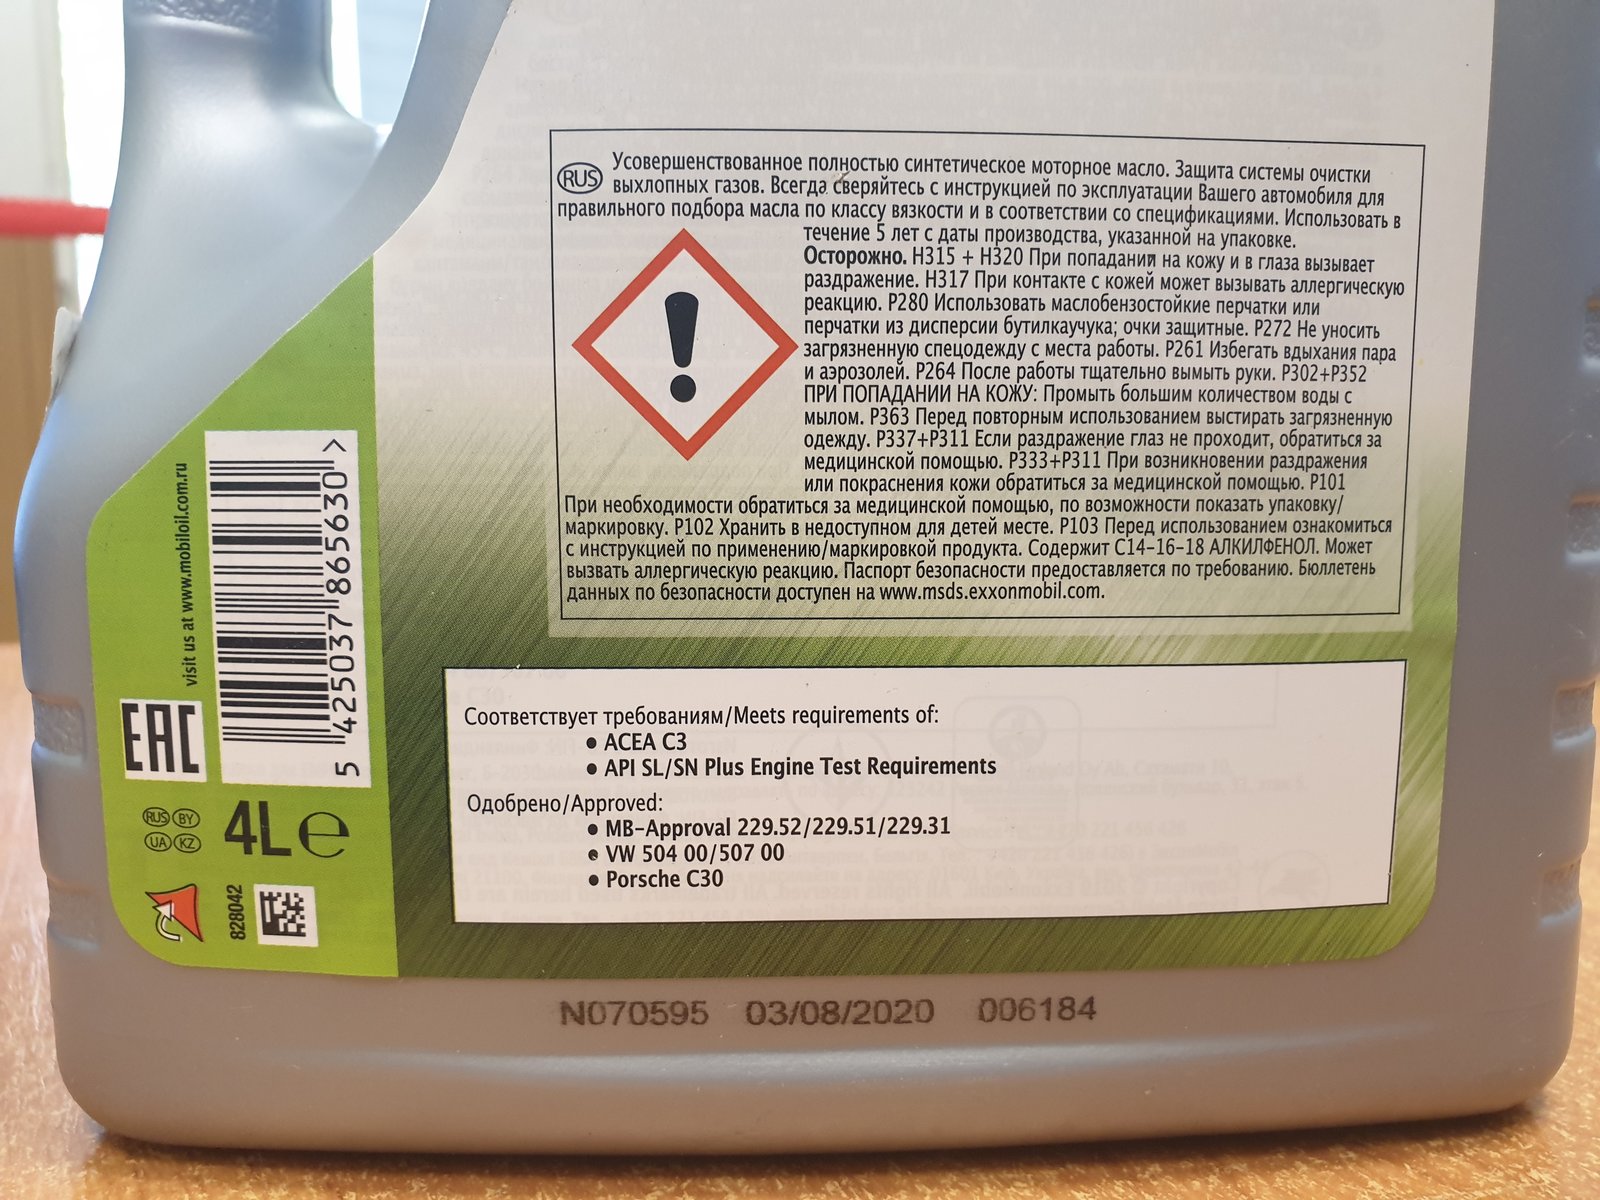 RUS
Усовершенствованное полностью синтетическое моторное масло. Защита системы очистки
выхлопных газов. Всегда сверяйтесь с инструкцией по эксплуатации Вашего автомобиля для
правильного подбора масла по классу вязкости и в соответствии со спецификациями. Использовать в
течение 5 лет с даты производства, указанной на упаковке.
Осторожно. H315 + H320 При попадании на кожу и в глаза вызывает
раздражение. H317 При контакте с кожей может вызывать аллергическую
реакцию. P280 Использовать маслобензостойкие перчатки или
перчатки из дисперсии бутилкаучука; очки защитные. P272 Не уносить
загрязненную спецодежду с места работы. P261 Избегать вдыхания пара
и аэрозолей. P264 После работы тщательно вымыть руки. P302+P352
ПРИ ПОПАДАНИИ НА КОЖУ: Промыть большим количеством воды с
мылом. P363 Перед повторным использованием выстирать загрязненную
одежду. P337+P311 Если раздражение глаз не проходит, обратиться за
медицинской помощью. P333+P311 При возникновении раздражения
или покраснения кожи обратиться за медицинской помощью. P101
При необходимости обратиться за медицинской помощью, по возможности показать упаковку/
маркировку. P102 Хранить в недоступном для детей месте. P103 Перед использованием ознакомиться
с инструкцией по применению/маркировкой продукта. Содержит C14-16-18 АЛКИЛФЕНОЛ. Может
вызвать аллергическую реакцию. Паспорт безопасности предоставляется по требованию. Бюллетень
данных по безопасности доступен на www.msds.exxonmobil.com.
visit us at www.mobiloil.com.ru
5 425037 865630 >
EAC
RUS BY
UA KZ
4L e
828042
Соответствует требованиям/Meets requirements of:
• ACEA C3
• API SL/SN Plus Engine Test Requirements
Одобрено/Approved:
• MB-Approval 229.52/229.51/229.31
• VW 504 00/507 00
• Porsche C30
N070595 03/08/2020 006184